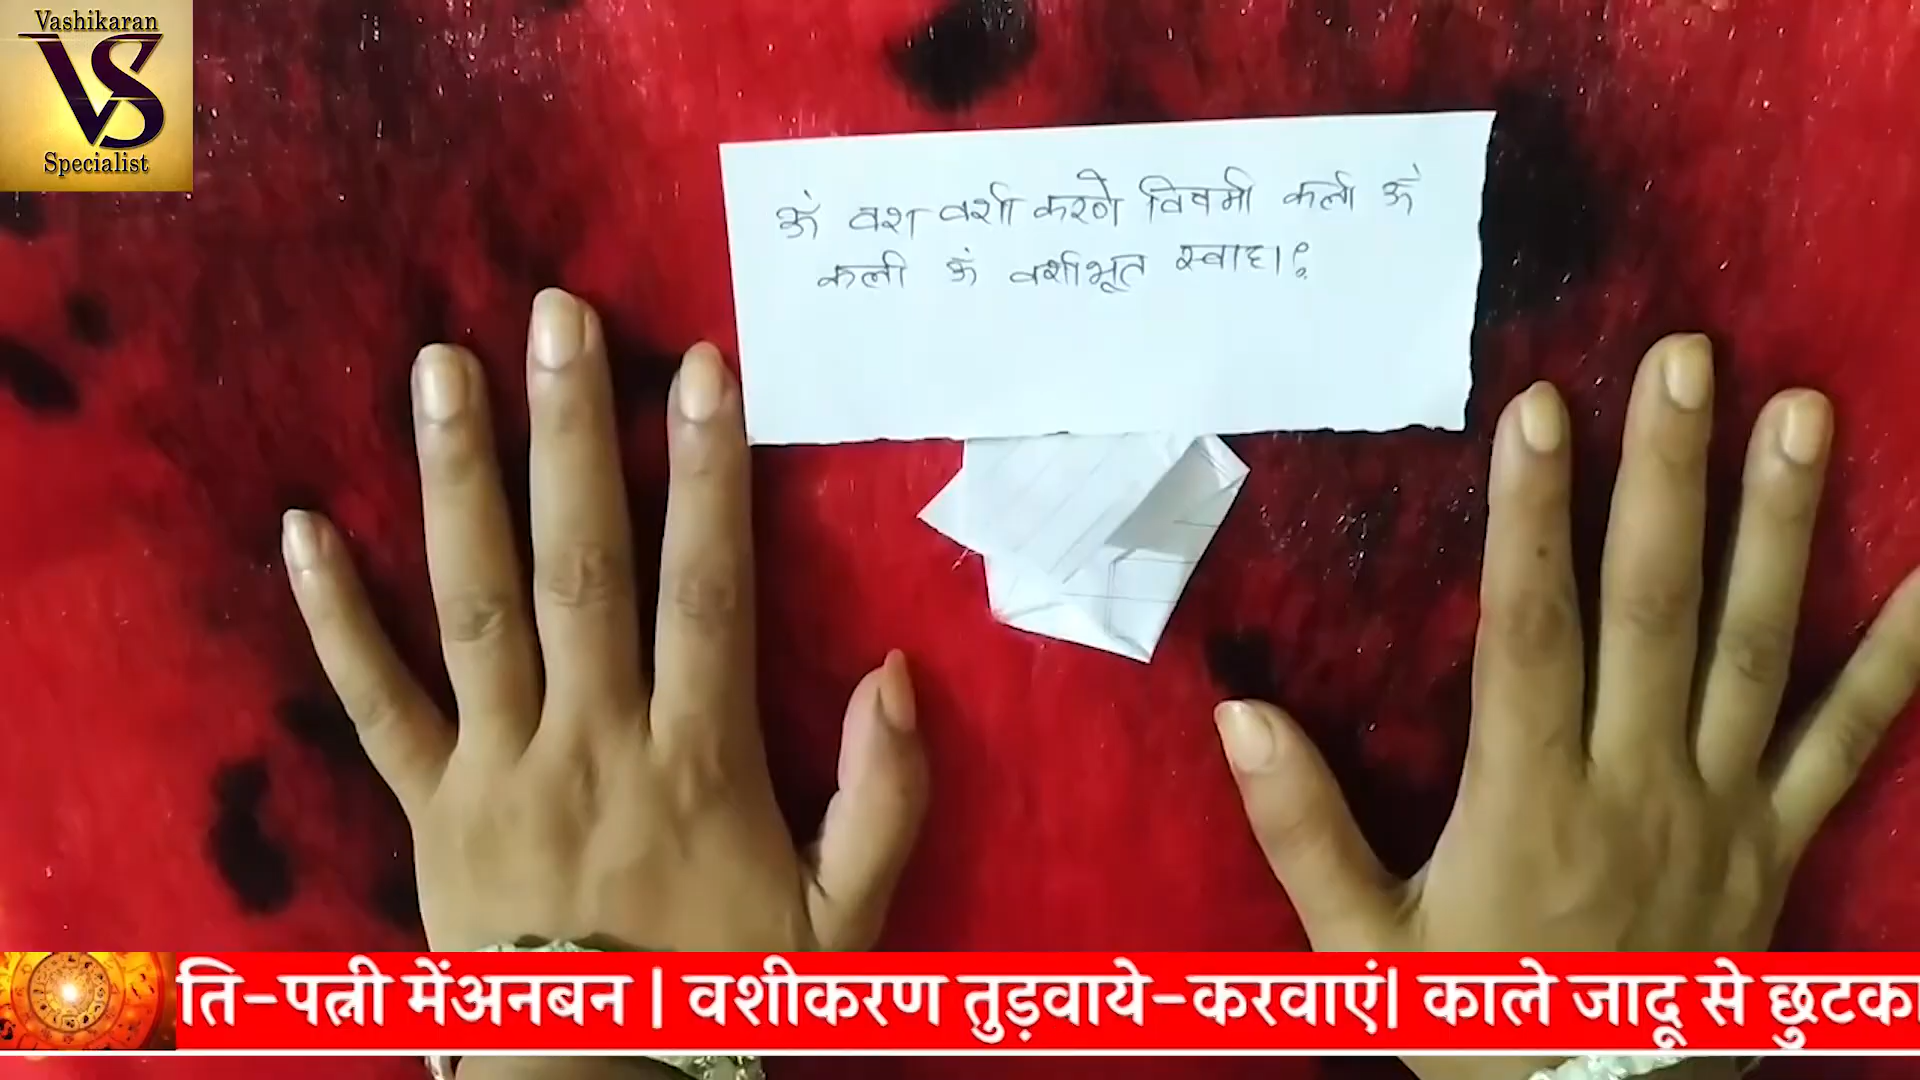 Vashikaran
VS
Specialist
ॐ वश वशी करणे विषमी कली ॐ
कली ॐ वशीभूत स्वाहा।
ति-पत्नी मेंअनबन | वशीकरण तुड़वाये-करवाएं| काले जादू से छुटका